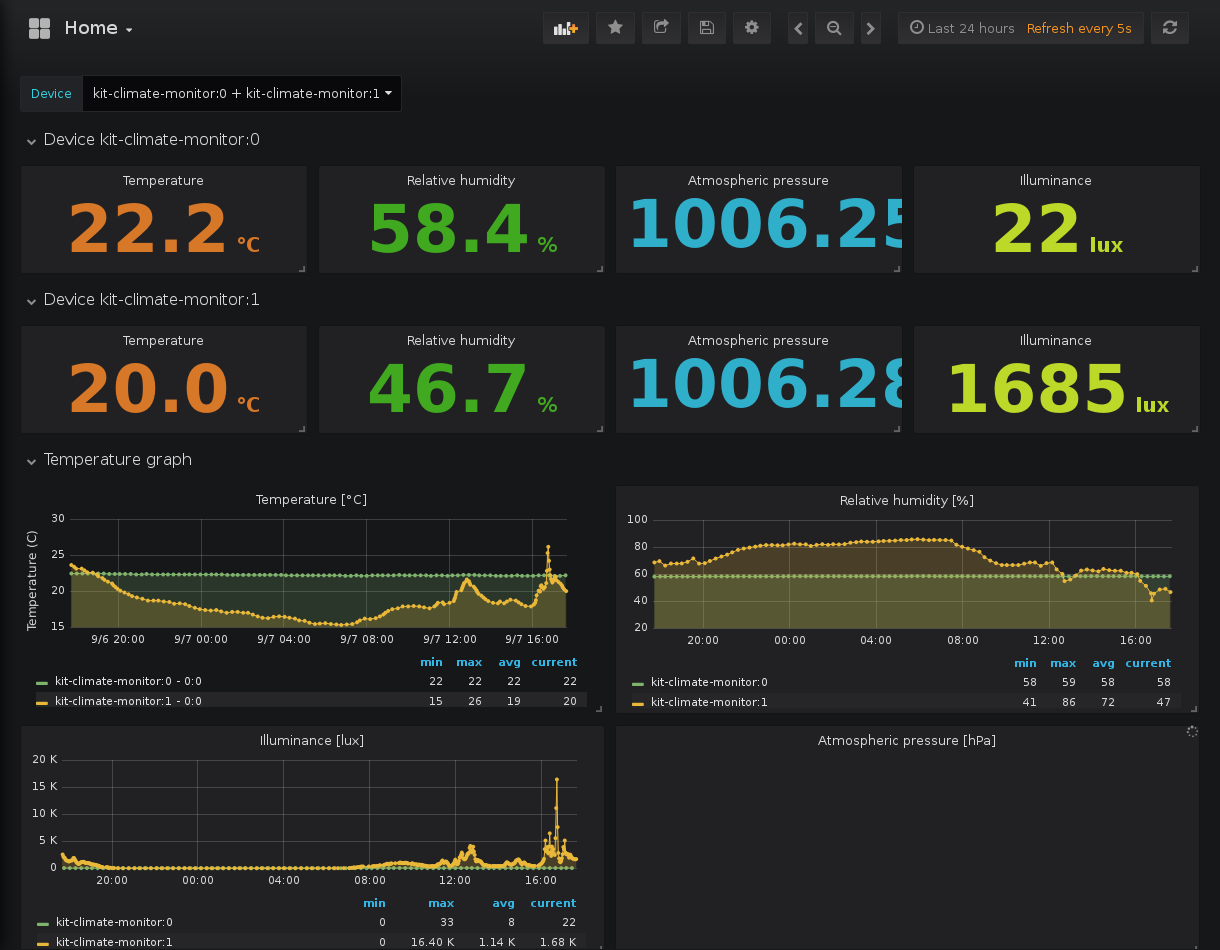 Home
Last 24 hours Refresh every 5s
Device kit-climate-monitor:0 + kit-climate-monitor:1
Device kit-climate-monitor:0
Temperature Relative humidity Atmospheric pressure Illuminance
22.2 °C 58.4 % 1006.25 22 lux
Device kit-climate-monitor:1
Temperature Relative humidity Atmospheric pressure Illuminance
20.0 °C 46.7 % 1006.28 1685 lux
Temperature graph
Temperature [°C]
Temperature (C)
30
25
20
15
9/6 20:00 9/7 00:00 9/7 04:00 9/7 08:00 9/7 12:00 9/7 16:00
min max avg current
kit-climate-monitor:0 - 0:0 22 22 22 22
kit-climate-monitor:1 - 0:0 15 26 19 20
Relative humidity [%]
100
80
60
40
20
20:00 00:00 04:00 08:00 12:00 16:00
min max avg current
kit-climate-monitor:0 58 59 58 58
kit-climate-monitor:1 41 86 72 47
Illuminance [lux]
20 K
15 K
10 K
5 K
0
20:00 00:00 04:00 08:00 12:00 16:00
min max avg current
kit-climate-monitor:0 0 33 8 22
kit-climate-monitor:1 0 16.40 K 1.14 K 1.68 K
Atmospheric pressure [hPa]